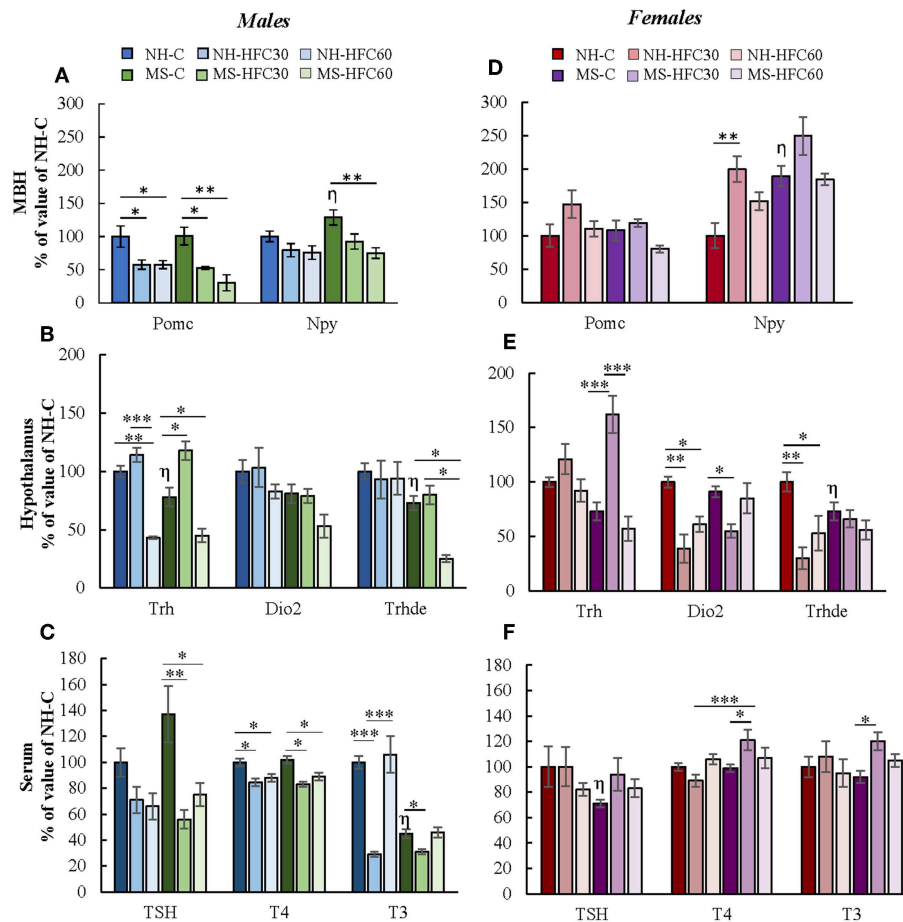 Males
Females
NH-C NH-HFC30 NH-HFC60
MS-C MS-HFC30 MS-HFC60
NH-C NH-HFC30 NH-HFC60
MS-C MS-HFC30 MS-HFC60
A
MBH
% of value of NH-C
300
250
200
150
100
50
0
* * ** * η **
Pomc Npy
D
300
250
200
150
100
50
0
** η
Pomc Npy
B
Hypothalamus
% of value of NH-C
200
150
100
50
0
*** ** η * * η * *
Trh Dio2 Trhde
E
200
150
100
50
0
*** *** ** * * ** * η
Trh Dio2 Trhde
C
Serum
% of value of NH-C
180
160
140
120
100
80
60
40
20
0
* ** * * * * *** *** η *
TSH T4 T3
F
180
160
140
120
100
80
60
40
20
0
η *** * *
TSH T4 T3